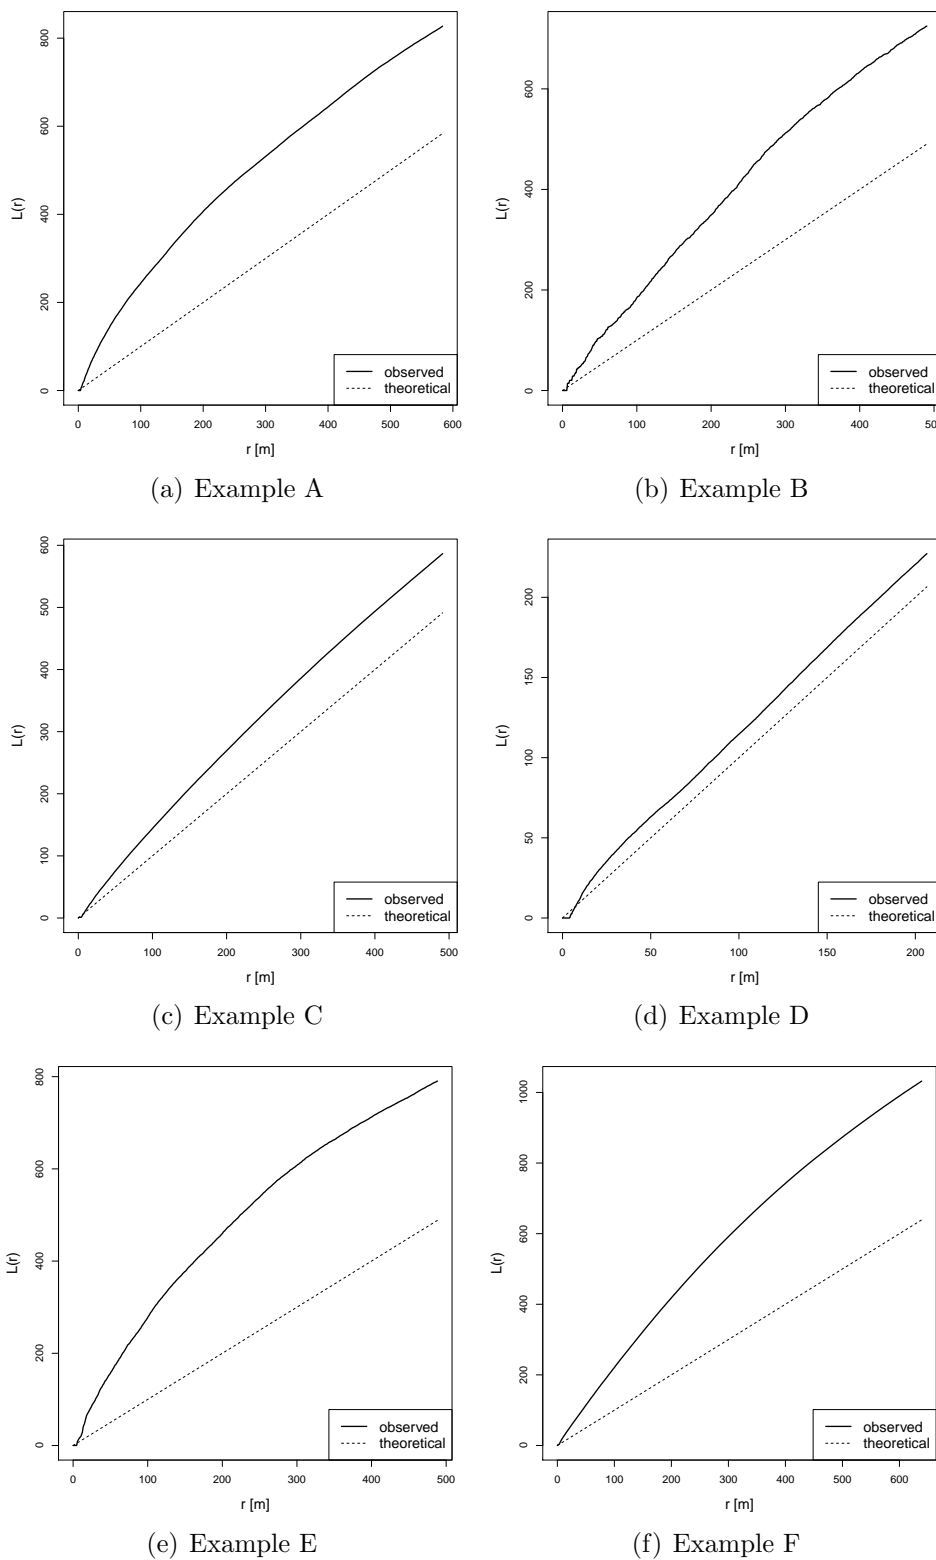 800
600
400
200
0
L(r)
0 100 200 300 400 500 600
r [m]
observed
theoretical
(a) Example A
600
400
200
0
L(r)
0 100 200 300 400 500
r [m]
observed
theoretical
(b) Example B
600
500
400
300
200
100
0
L(r)
0 100 200 300 400 500
r [m]
observed
theoretical
(c) Example C
200
150
100
50
0
L(r)
0 50 100 150 200
r [m]
observed
theoretical
(d) Example D
800
600
400
200
0
L(r)
0 100 200 300 400 500
r [m]
observed
theoretical
(e) Example E
1000
800
600
400
200
0
L(r)
0 100 200 300 400 500 600
r [m]
observed
theoretical
(f) Example F